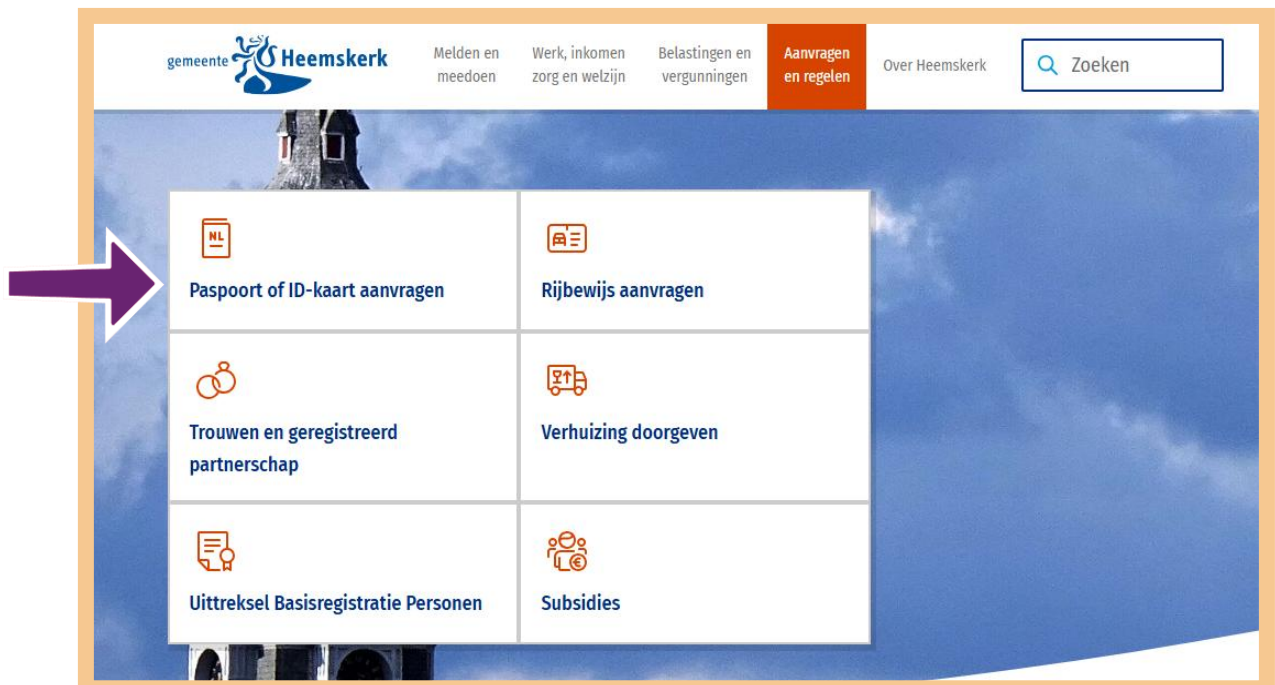 gemeente Heemskerk
Melden en
meedoen
Werk, inkomen
zorg en welzijn
Belastingen en
vergunningen
Aanvragen
en regelen
Over Heemskerk
Zoeken
NL
Paspoort of ID-kaart aanvragen
Rijbewijs aanvragen
Trouwen en geregistreerd
partnerschap
Verhuizing doorgeven
Uittreksel Basisregistratie Personen
€
Subsidies